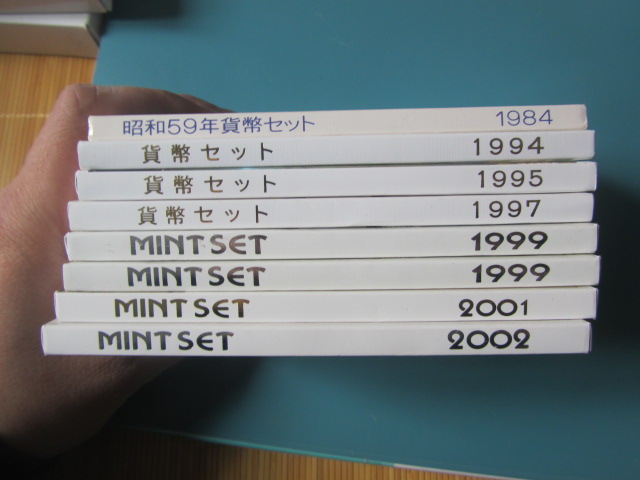 昭和59年貨幣セット 1984
貨幣セット 1994
貨幣セット 1995
貨幣セット 1997
MINT SET 1999
MINT SET 1999
MINT SET 2001
MINT SET 2002